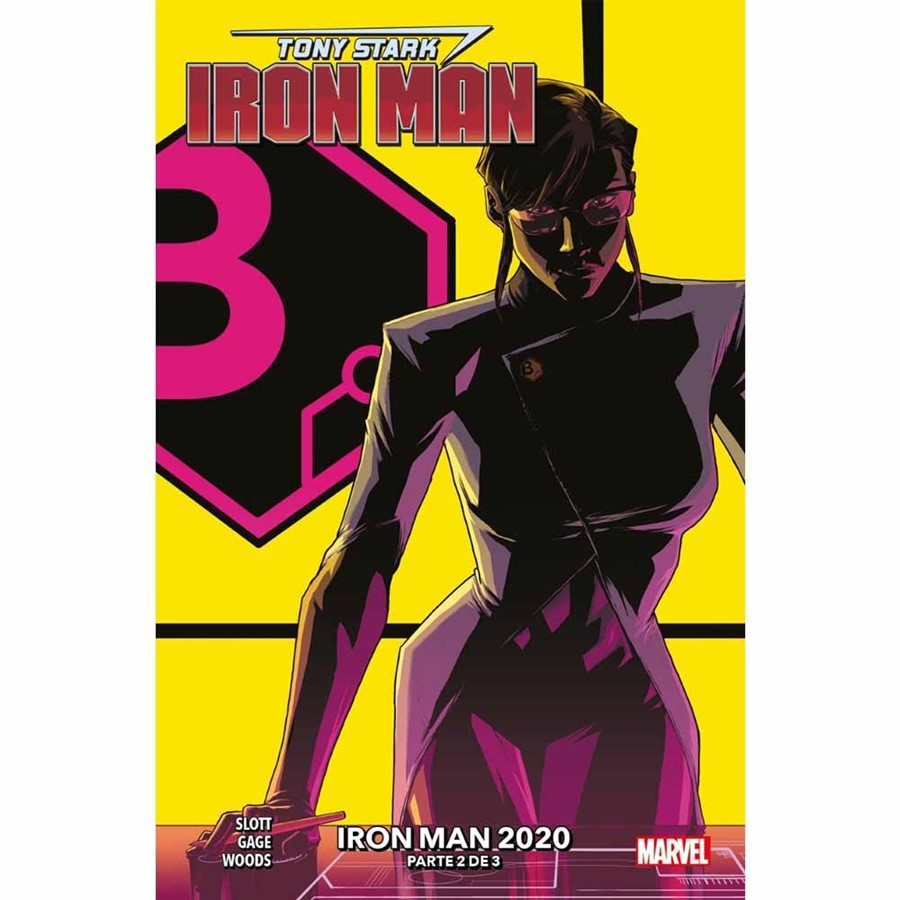 TONY STARK
IRON MAN
B.
B.
SLOTT
GAGE
WOODS
IRON MAN 2020
PARTE 2 DE 3
MARVEL